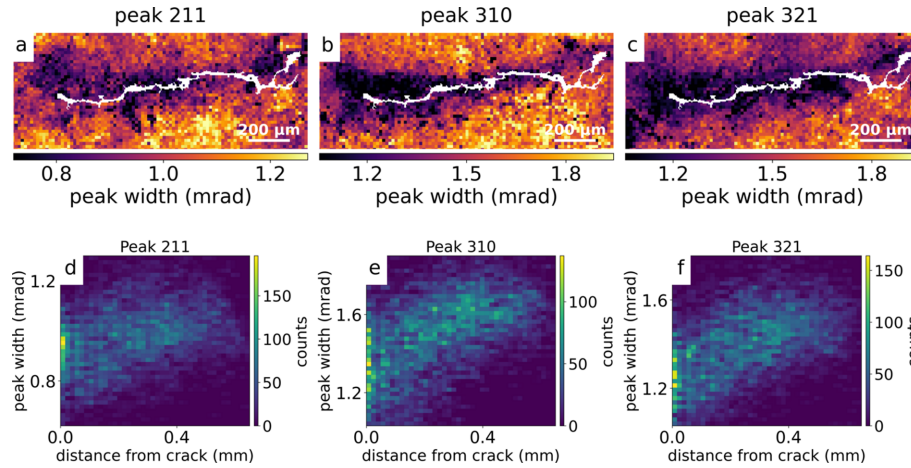 peak 211
peak 310
peak 321
a
b
c
200 µm
200 µm
200 µm
0.8 1.0 1.2
1.2 1.5 1.8
1.2 1.5 1.8
peak width (mrad)
peak width (mrad)
peak width (mrad)
Peak 211
Peak 310
Peak 321
d
e
f
peak width (mrad)
1.2
0.8
0.0 0.4
distance from crack (mm)
150
100
50
0
counts
peak width (mrad)
1.6
1.2
0.0 0.4
distance from crack (mm)
100
50
0
counts
peak width (mrad)
1.6
1.2
0.0 0.4
distance from crack (mm)
150
100
50
0